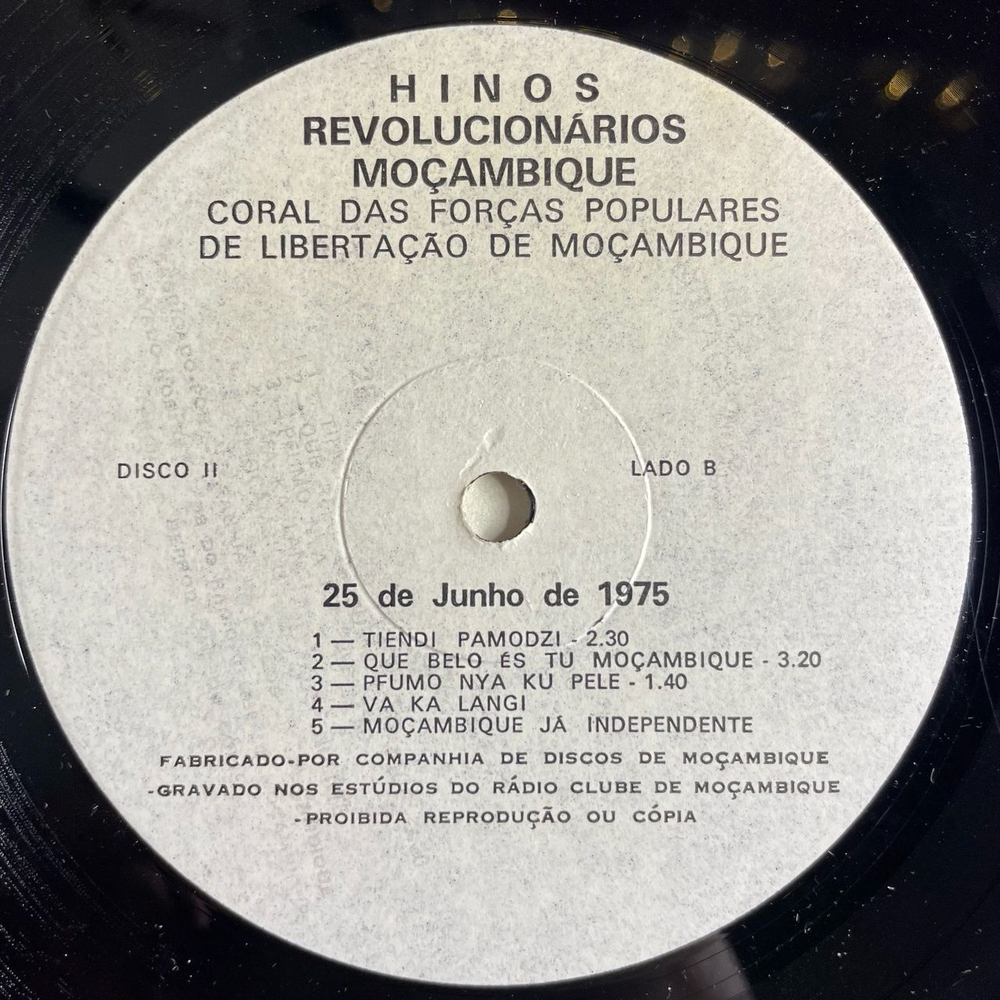 HINOS
REVOLUCIONÁRIOS
MOÇAMBIQUE
CORAL DAS FORÇAS POPULARES
DE LIBERTAÇÃO DE MOÇAMBIQUE
DISCO II
LADO B
25 de Junho de 1975
1 — TIENDI PAMODZI - 2.30
2 — QUE BELO ÉS TU MOÇAMBIQUE - 3.20
3 — PFUMO NYA KU PELE - 1.40
4 — VA KA LANGI
5 — MOÇAMBIQUE JÁ INDEPENDENTE
FABRICADO-POR COMPANHIA DE DISCOS DE MOÇAMBIQUE
-GRAVADO NOS ESTÚDIOS DO RÁDIO CLUBE DE MOÇAMBIQUE
-PROIBIDA REPRODUÇÃO OU CÓPIA